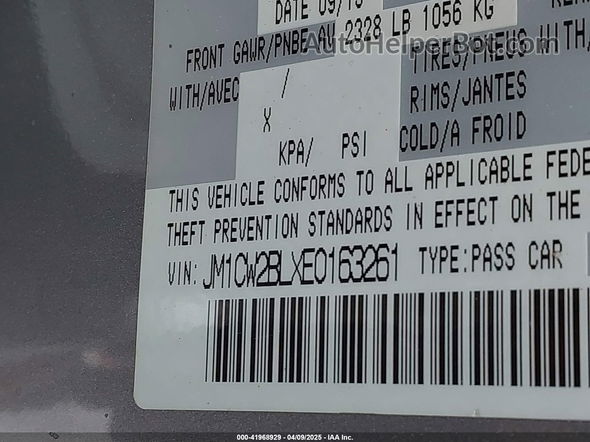 DATE 09/13
2328 LB 1056 KG
FRONT GAWR/PNBE AV
AutoHelperBot.com
WITH/AVEC
/
TIRES/PNEUS
WITH/
X
RIMS/JANTES
KPA/ PSI
COLD/A FROID
THIS VEHICLE CONFORMS TO ALL APPLICABLE FEDE
THEFT PREVENTION STANDARDS IN EFFECT ON THE
VIN: JM1CW2BLXE0163261 TYPE:PASS CAR
000-41968929 - 04/09/2025 - IAA Inc.